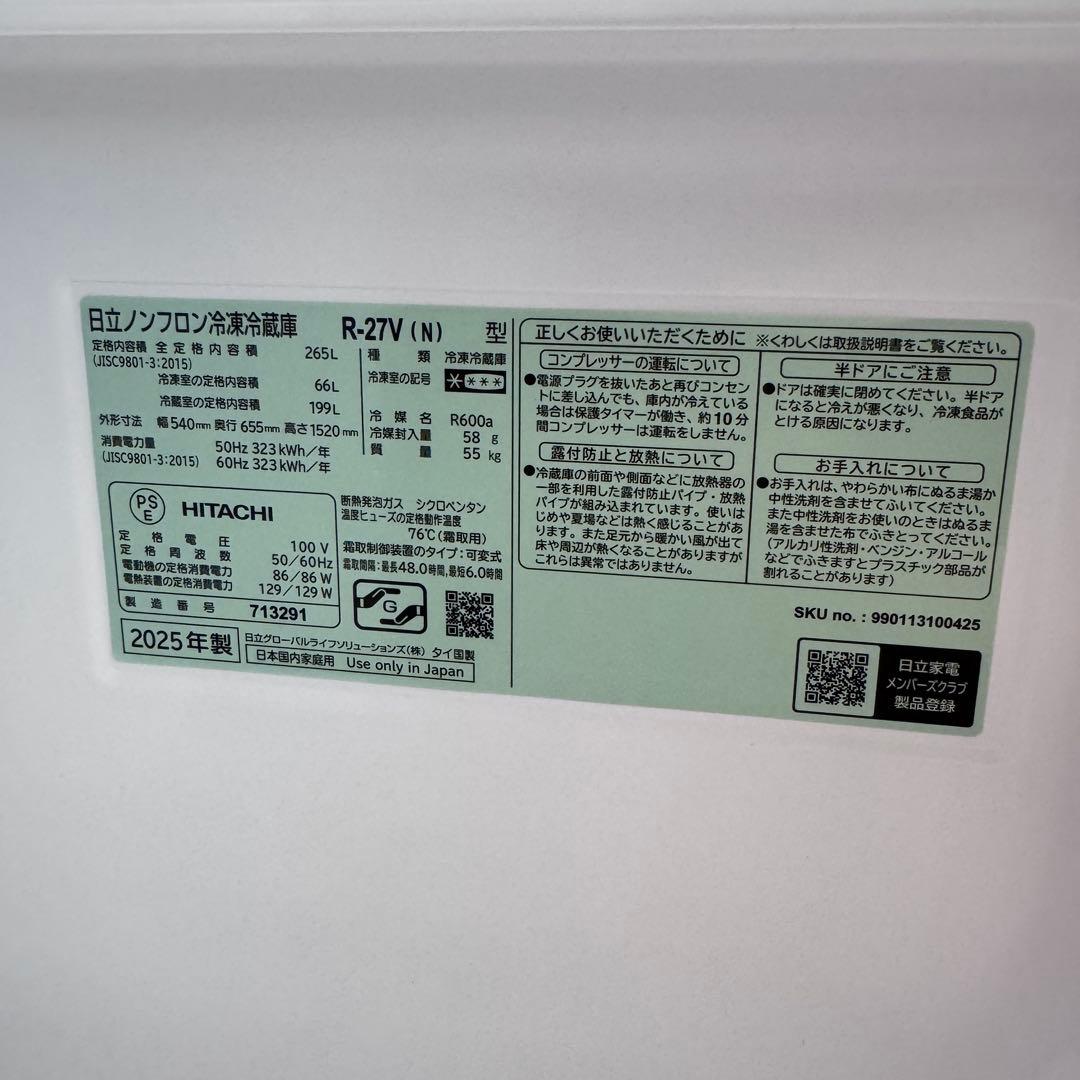 日立ノンフロン冷凍冷蔵庫 R-27V(N) 型
定格内容積 全定格内容積 265L
(JISC9801-3:2015)
冷凍室の定格内容積 66L
冷蔵室の定格内容積 199L
外形寸法 幅540mm 奥行655mm 高さ1520mm
消費電力量 50Hz 323kWh/年
(JISC9801-3:2015) 60Hz 323kWh/年
種類 冷凍冷蔵庫
冷凍室の記号 ****
冷媒名 R600a
冷媒封入量 58 g
質量 55 kg
PS
E
HITACHI
定格電圧 100V
定格周波数 50/60Hz
電動機の定格消費電力 86/86W
電熱装置の定格消費電力 129/129W
製造番号 713291
断熱発泡ガス シクロペンタン
温度ヒューズの定格動作温度
76℃(霜取用)
霜取制御装置のタイプ:可変式
霜取間隔:最長48.0時間,最短6.0時間
G
2025年製
日立グローバルライフソリューションズ(株) タイ国製
日本国内家庭用 Use only in Japan
正しくお使いいただくために ※くわしくは取扱説明書をご覧ください。
コンプレッサーの運転について
●電源プラグを抜いたあと再びコンセン
トに差し込んでも、庫内が冷えている
場合は保護タイマーが働き、約10分
間コンプレッサーは運転をしません。
露付防止と放熱について
●冷蔵庫の前面や側面などに放熱器の
一部を利用した露付防止パイプ・放熱
パイプが組み込まれています。使いは
じめや夏場などは熱く感じることがあ
ります。また足元から暖かい風が出て
床や周辺が熱くなることがありますが
これらは異常ではありません。
半ドアにご注意
●ドアは確実に閉めてください。半ドア
になると冷えが悪くなり、冷凍食品が
とける原因になります。
お手入れについて
●お手入れは、やわらかい布にぬるま湯か
中性洗剤を含ませてふいてください。
また中性洗剤をお使いのときはぬるま
湯を含ませた布でふきとってください。
(アルカリ性洗剤・ベンジン・アルコール
などでふきますとプラスチック部品が
割れることがあります)
SKU no. : 990113100425
日立家電
メンバーズクラブ
製品登録